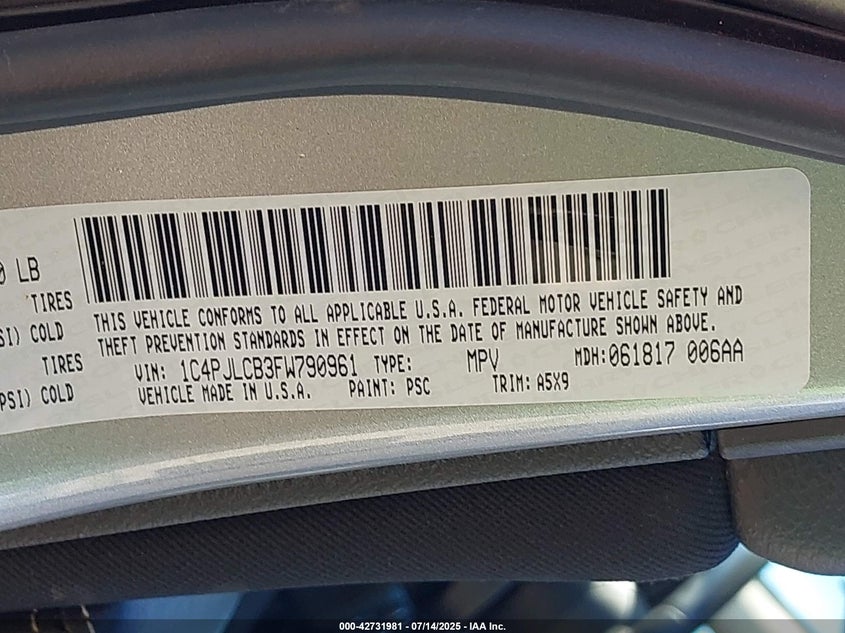 0 LB
TIRES
SI) COLD
TIRES
PSI) COLD
THIS VEHICLE CONFORMS TO ALL APPLICABLE U.S.A. FEDERAL MOTOR VEHICLE SAFETY AND
THEFT PREVENTION STANDARDS IN EFFECT ON THE DATE OF MANUFACTURE SHOWN ABOVE.
VIN: 1C4PJLCB3FW790961 TYPE: MPV MDH:061817 006AA
VEHICLE MADE IN U.S.A. PAINT: PSC TRIM: A5X9
000-42731981 - 07/14/2025 - IAA Inc.